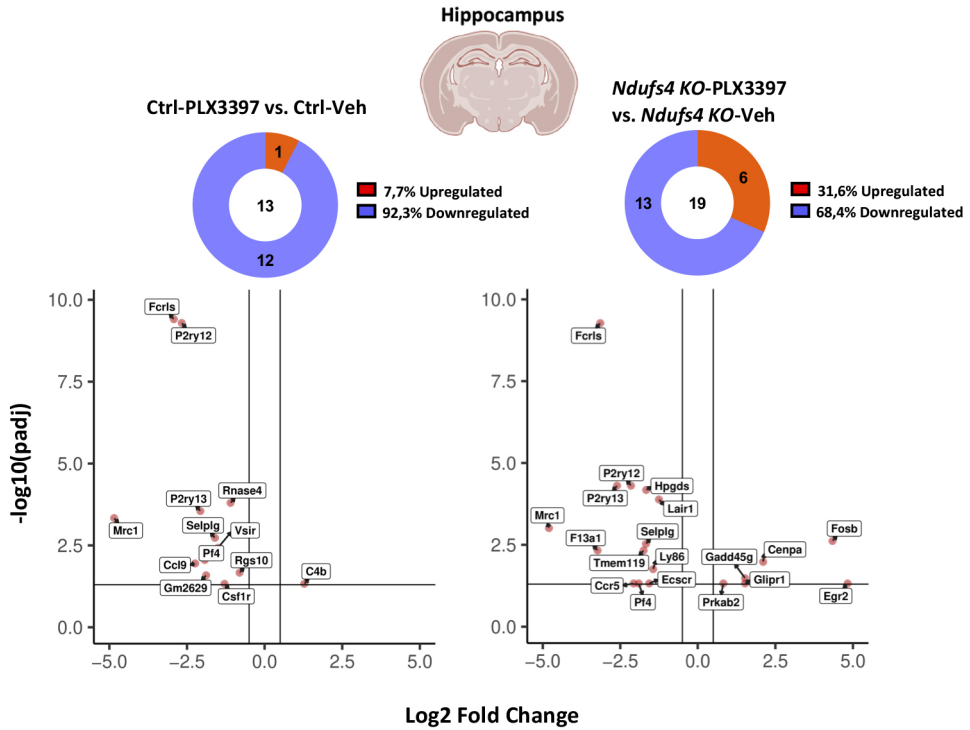 Hippocampus
Ctrl-PLX3397 vs. Ctrl-Veh
1
13
12
7,7% Upregulated
92,3% Downregulated
Ndufs4 KO-PLX3397
vs. Ndufs4 KO-Veh
6
13
19
31,6% Upregulated
68,4% Downregulated
-log10(padj)
10.0
7.5
5.0
2.5
0.0
Fcrls
P2ry12
Rnase4
P2ry13
Mrc1
Selplg
Vsir
Pf4
Ccl9
Rgs10
Gm2629
Csf1r
C4b
−5.0
−2.5
0.0
2.5
5.0
10.0
7.5
5.0
2.5
0.0
Fcrls
P2ry12
Hpgds
P2ry13
Lair1
Mrc1
F13a1
Selplg
Fosb
Tmem119
Ly86
Gadd45g
Cenpa
Ccr5
Ecscr
Glipr1
Pf4
Prkab2
Egr2
−5.0
−2.5
0.0
2.5
5.0
Log2 Fold Change